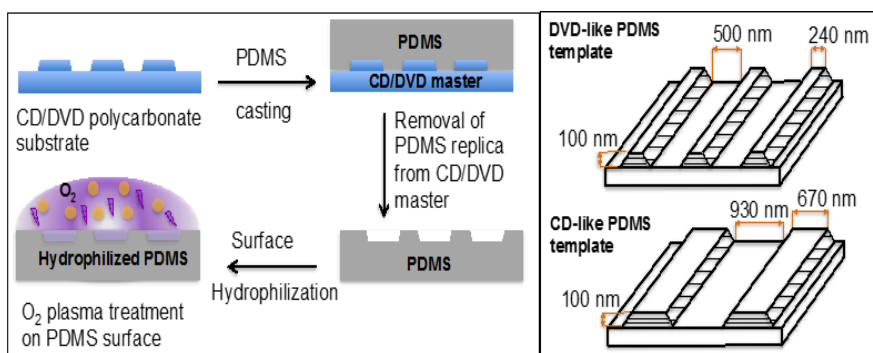 CD/DVD polycarbonate
substrate
PDMS
casting
PDMS
CD/DVD master
Removal of
PDMS replica
from CD/DVD
master
PDMS
Surface
Hydrophilization
O₂
Hydrophilized PDMS
O₂ plasma treatment
on PDMS surface
DVD-like PDMS
template
500 nm
240 nm
100 nm
CD-like PDMS
template
930 nm
670 nm
100 nm